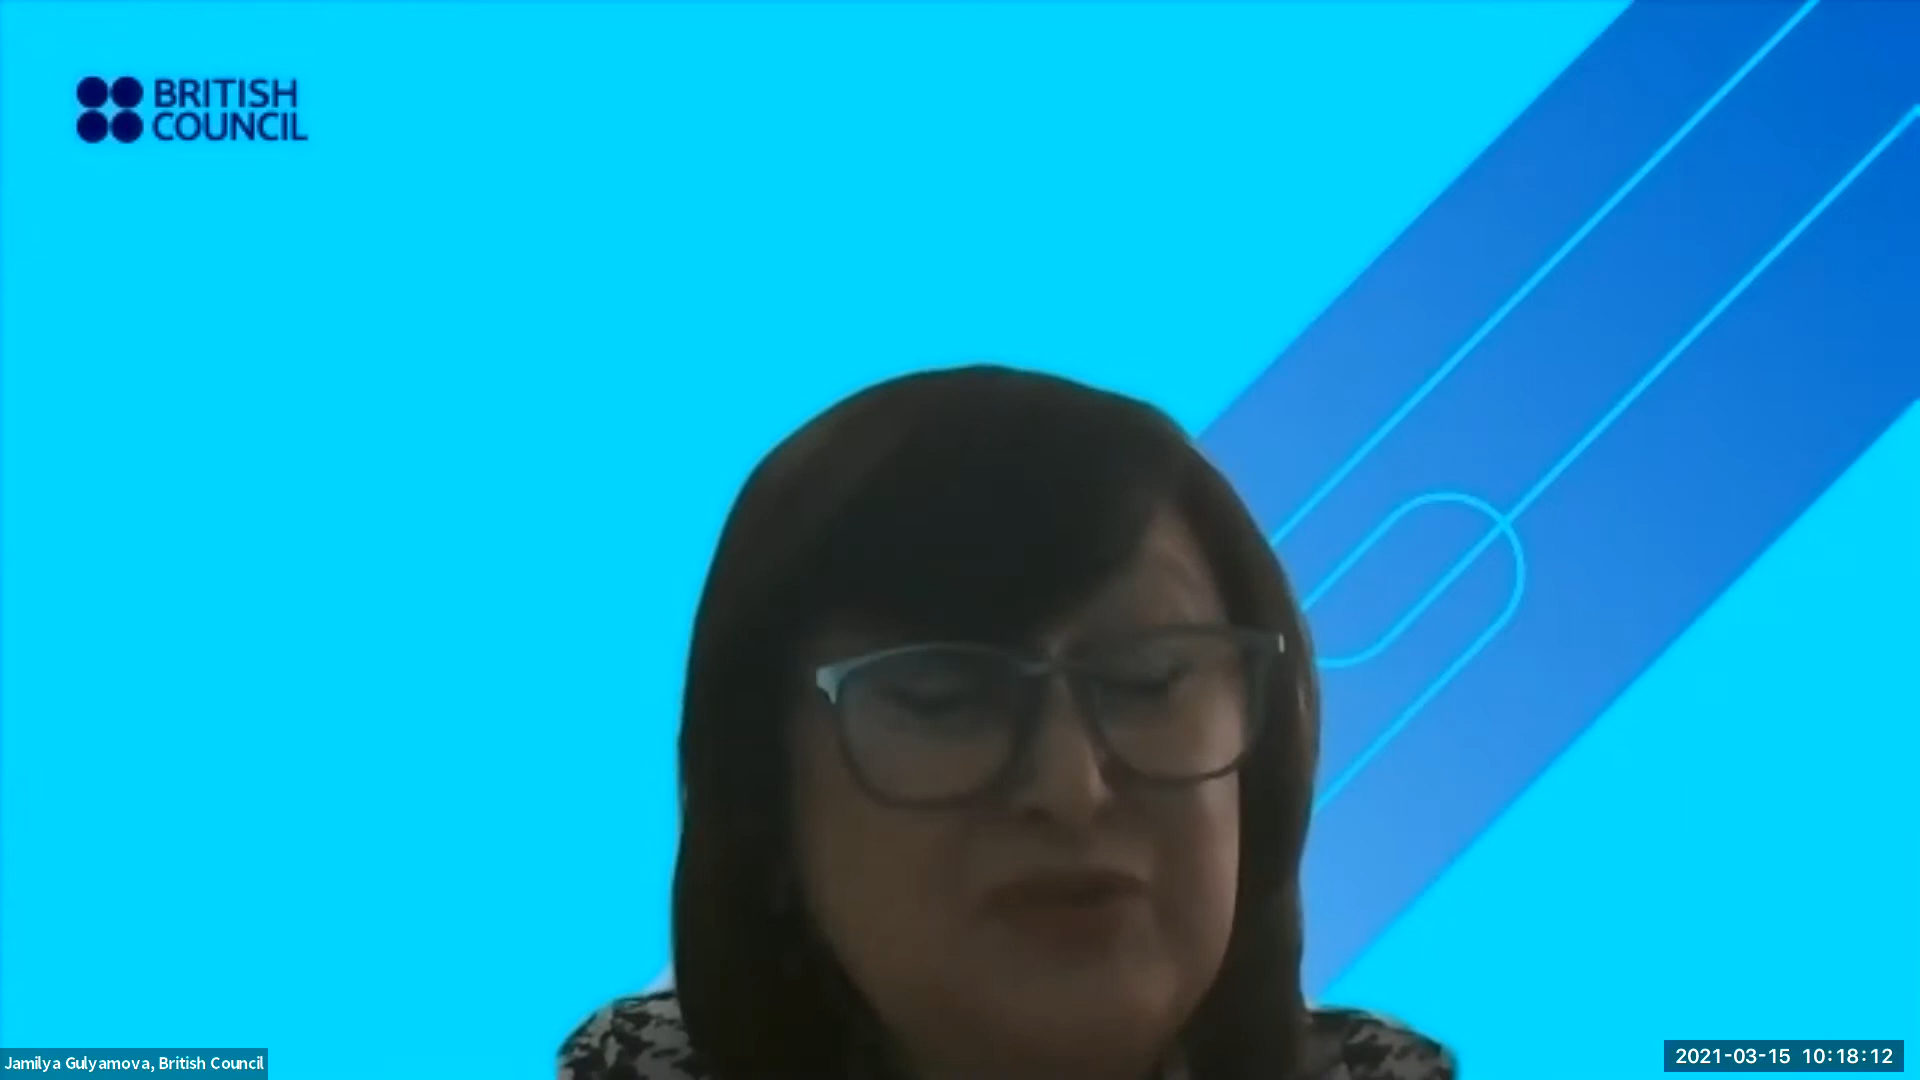 BRITISH
COUNCIL
Jamilya Gulyamova, British Council
2021-03-15 10:18:12